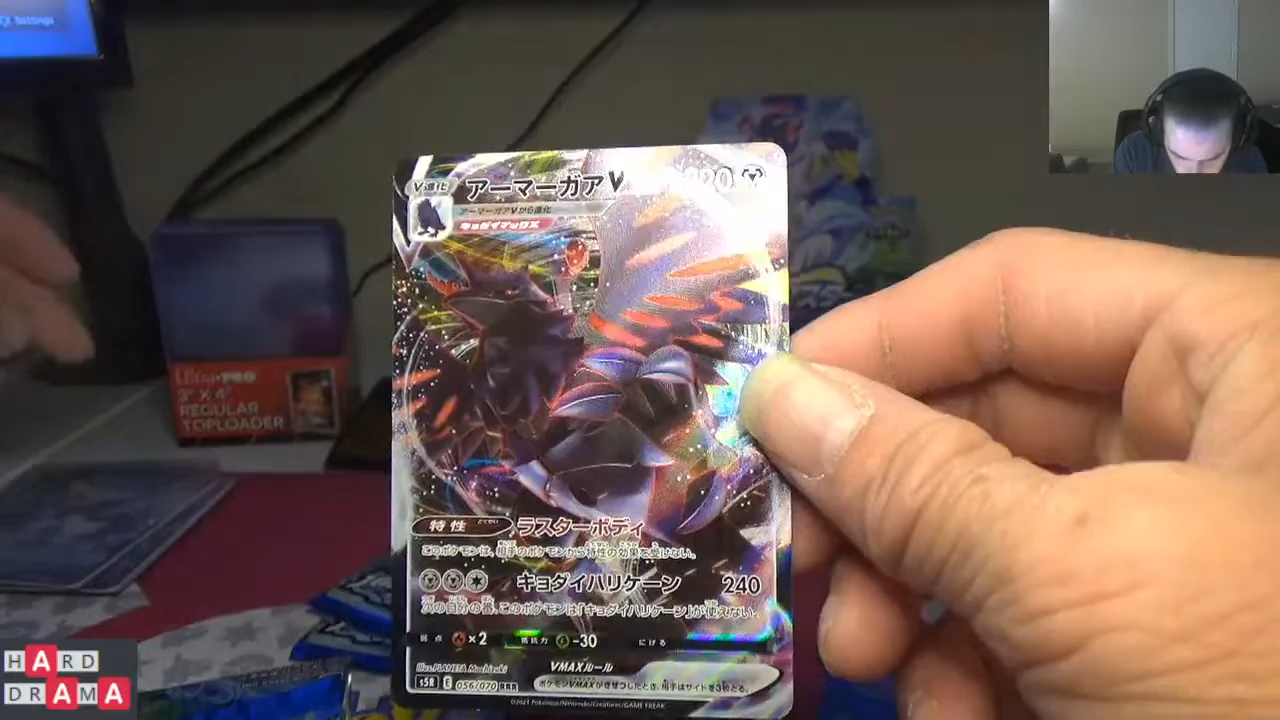 Settings
V進化
アーマーガアV
アーマーガアVから進化
キョダイマックス
Ultra PRO
3" X 4"
REGULAR
TOPLOADER
特性
ラスターボディ
このポケモンは、相手のポケモンから特性の効果を受けない。
キョダイハリケーン 240
次の自分の番、このポケモンは「キョダイハリケーン」が使えない。
弱点 ×2 抵抗力 -30 にげる
Illus. PLANETA Mochizuki
VMAXルール
s5R E 056/070 RRR
ポケモンVMAXがきぜつしたとき、相手はサイドを3枚とる。
©2021 Pokémon/Nintendo/Creatures/GAME FREAK
HARD
DRAMA